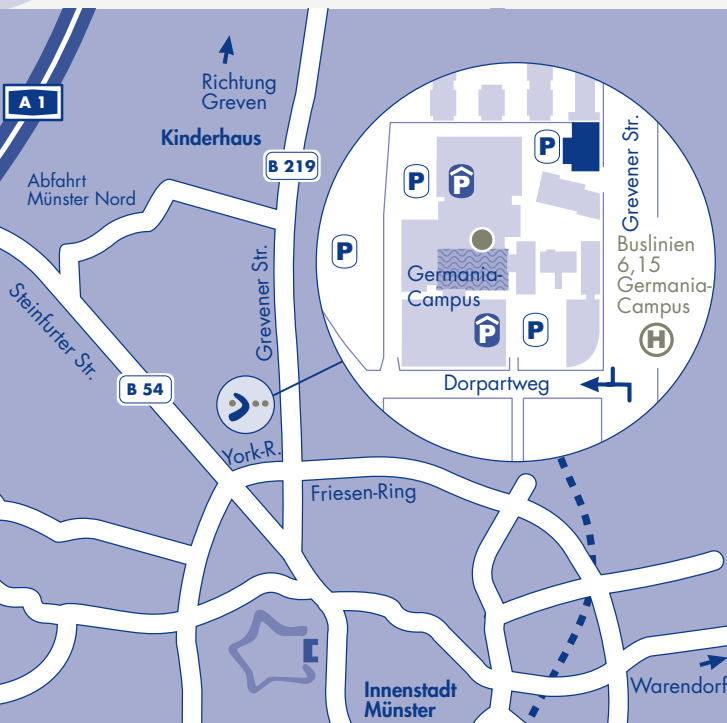 A 1
Richtung
Greven
Kinderhaus
B 219
Abfahrt
Münster Nord
Steinfurter Str.
Grevener Str.
B 54
York-R.
Friesen-Ring
P
P
P
P
P
P
Grevener Str.
Buslinien
6,15
Germania-
Campus
H
Germania-
Campus
Dorpartweg
Innenstadt
Münster
Warendorf